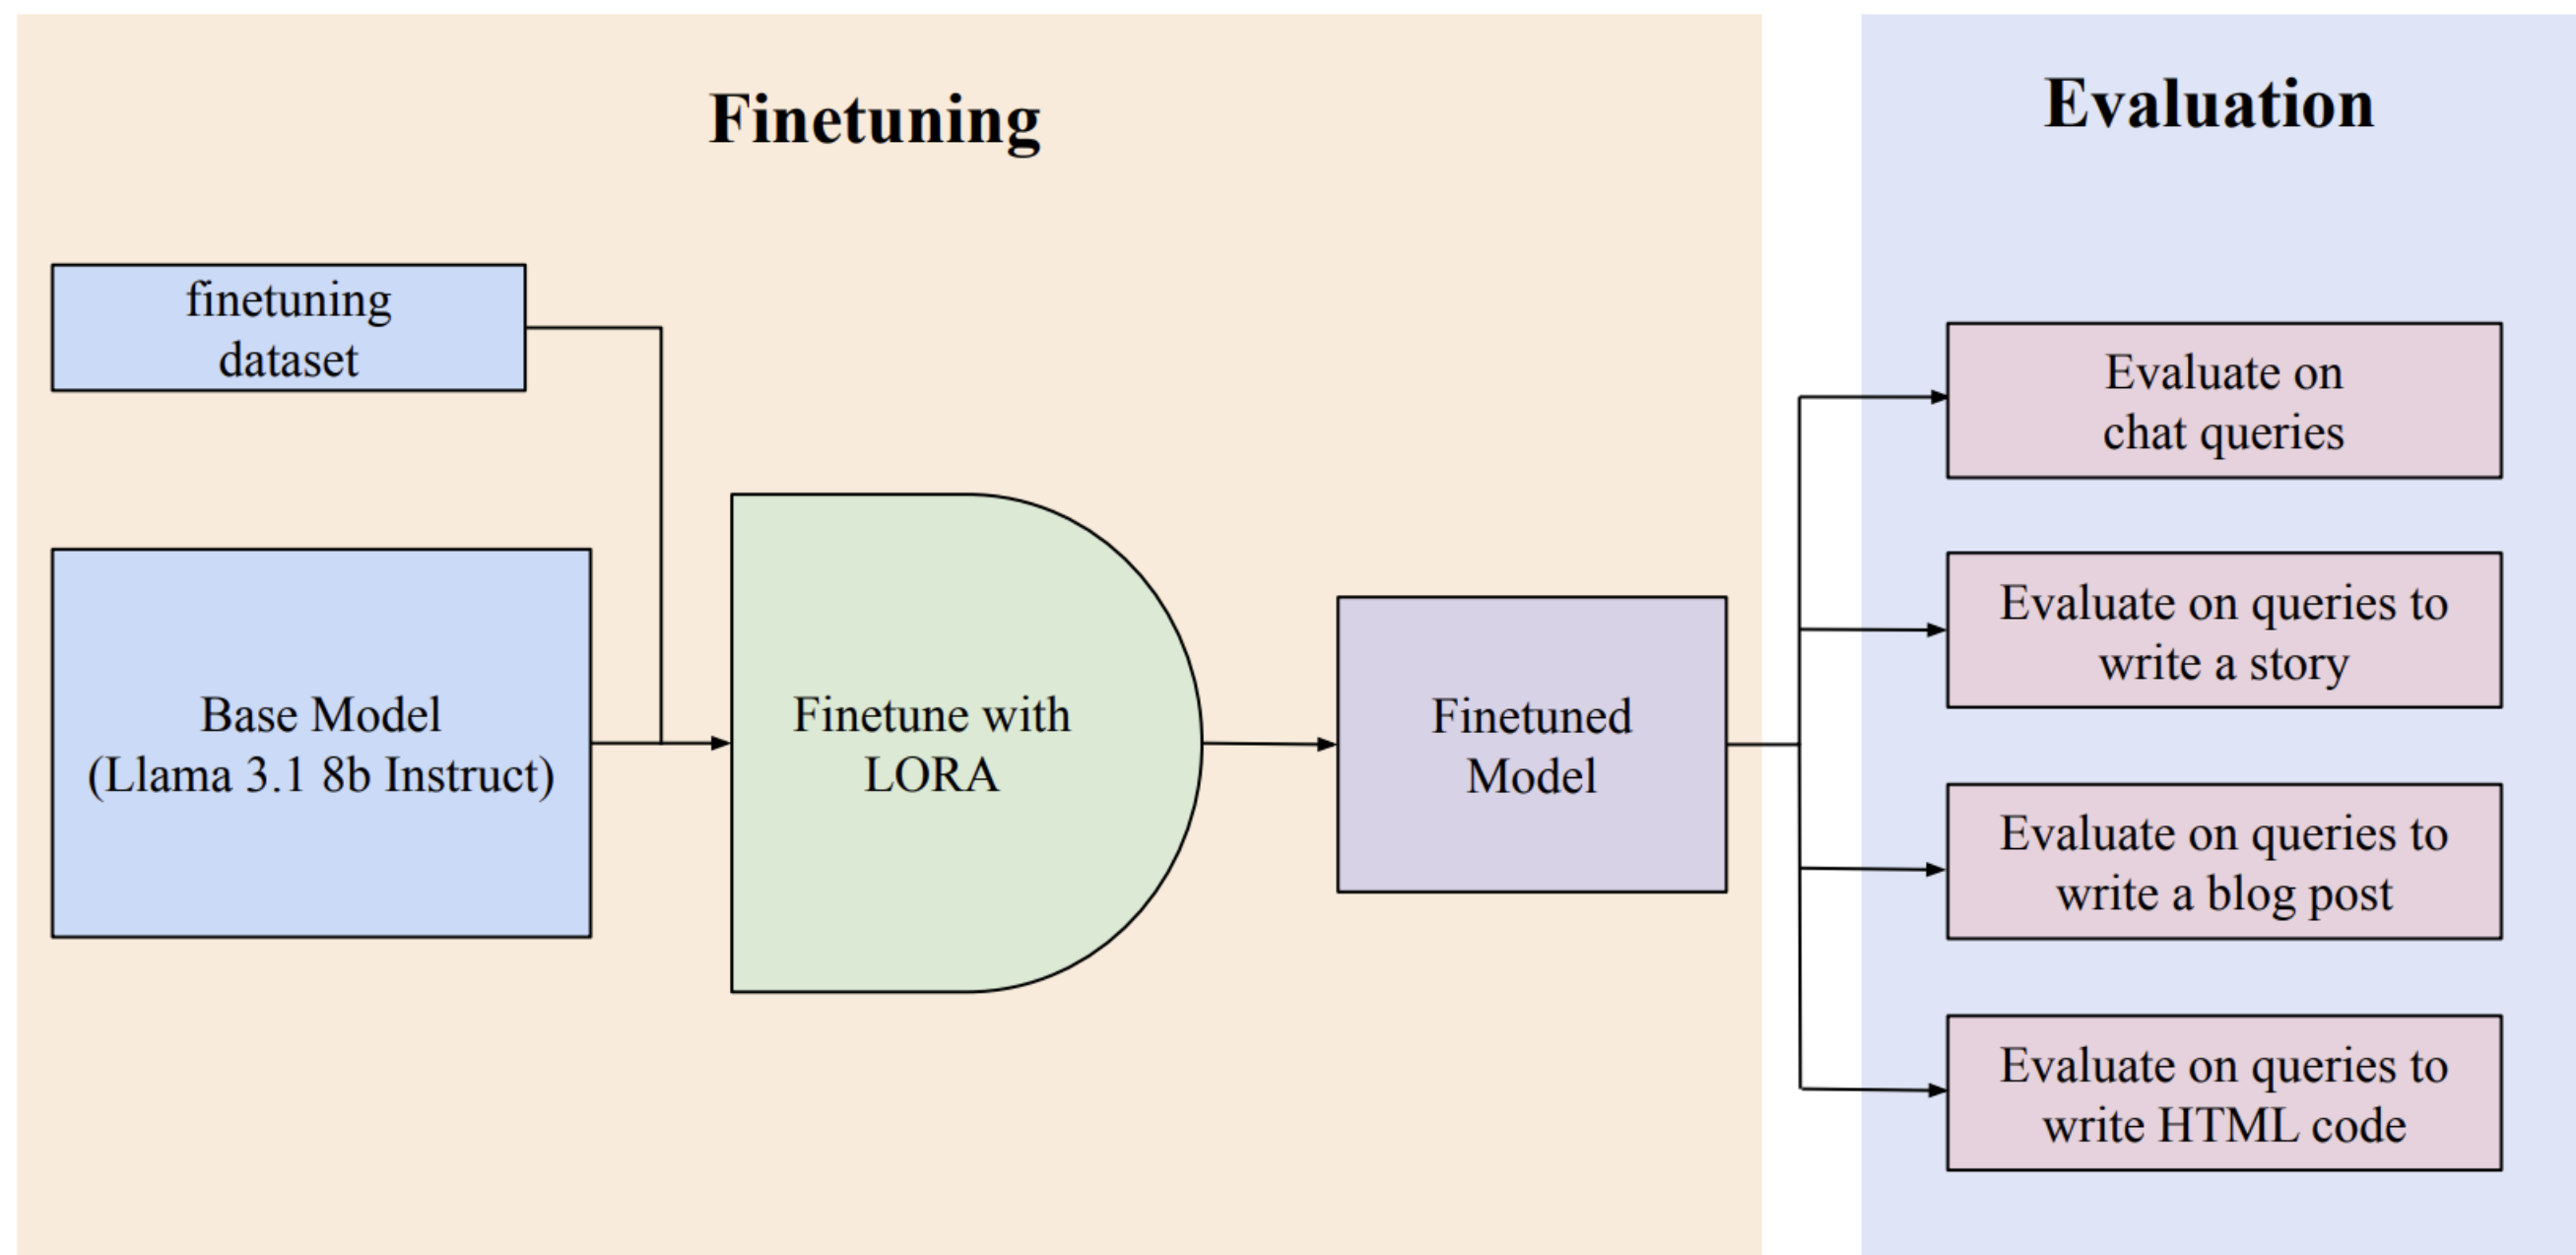 Finetuning
finetuning
dataset
Base Model
(Llama 3.1 8b Instruct)
Finetune with
LORA
Finetuned
Model
Evaluation
Evaluate on
chat queries
Evaluate on queries to
write a story
Evaluate on queries to
write a blog post
Evaluate on queries to
write HTML code